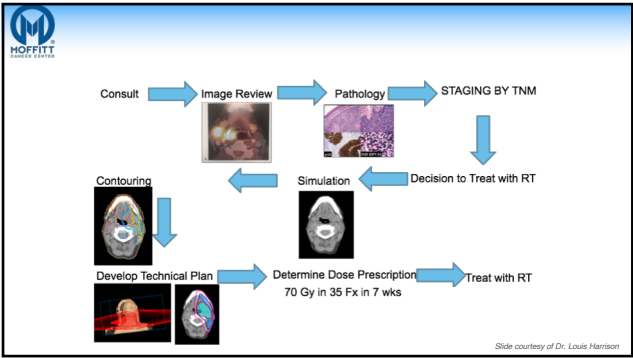 MOFFITT
CANCER CENTER
Consult
Image Review
Pathology
STAGING BY TNM
Decision to Treat with RT
Simulation
Contouring
Develop Technical Plan
Determine Dose Prescription
70 Gy in 35 Fx in 7 wks
Treat with RT
Slide courtesy of Dr. Louis Harrison